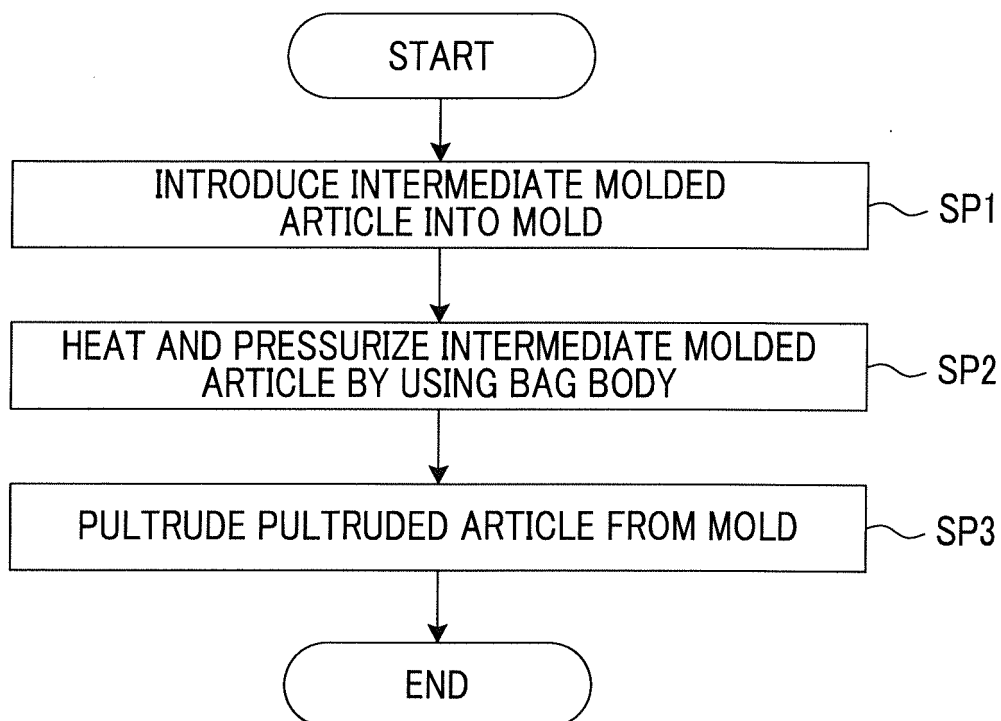 START
INTRODUCE INTERMEDIATE MOLDED
ARTICLE INTO MOLD
SP1
HEAT AND PRESSURIZE INTERMEDIATE MOLDED
ARTICLE BY USING BAG BODY
SP2
PULTRUDE PULTRUDED ARTICLE FROM MOLD
SP3
END